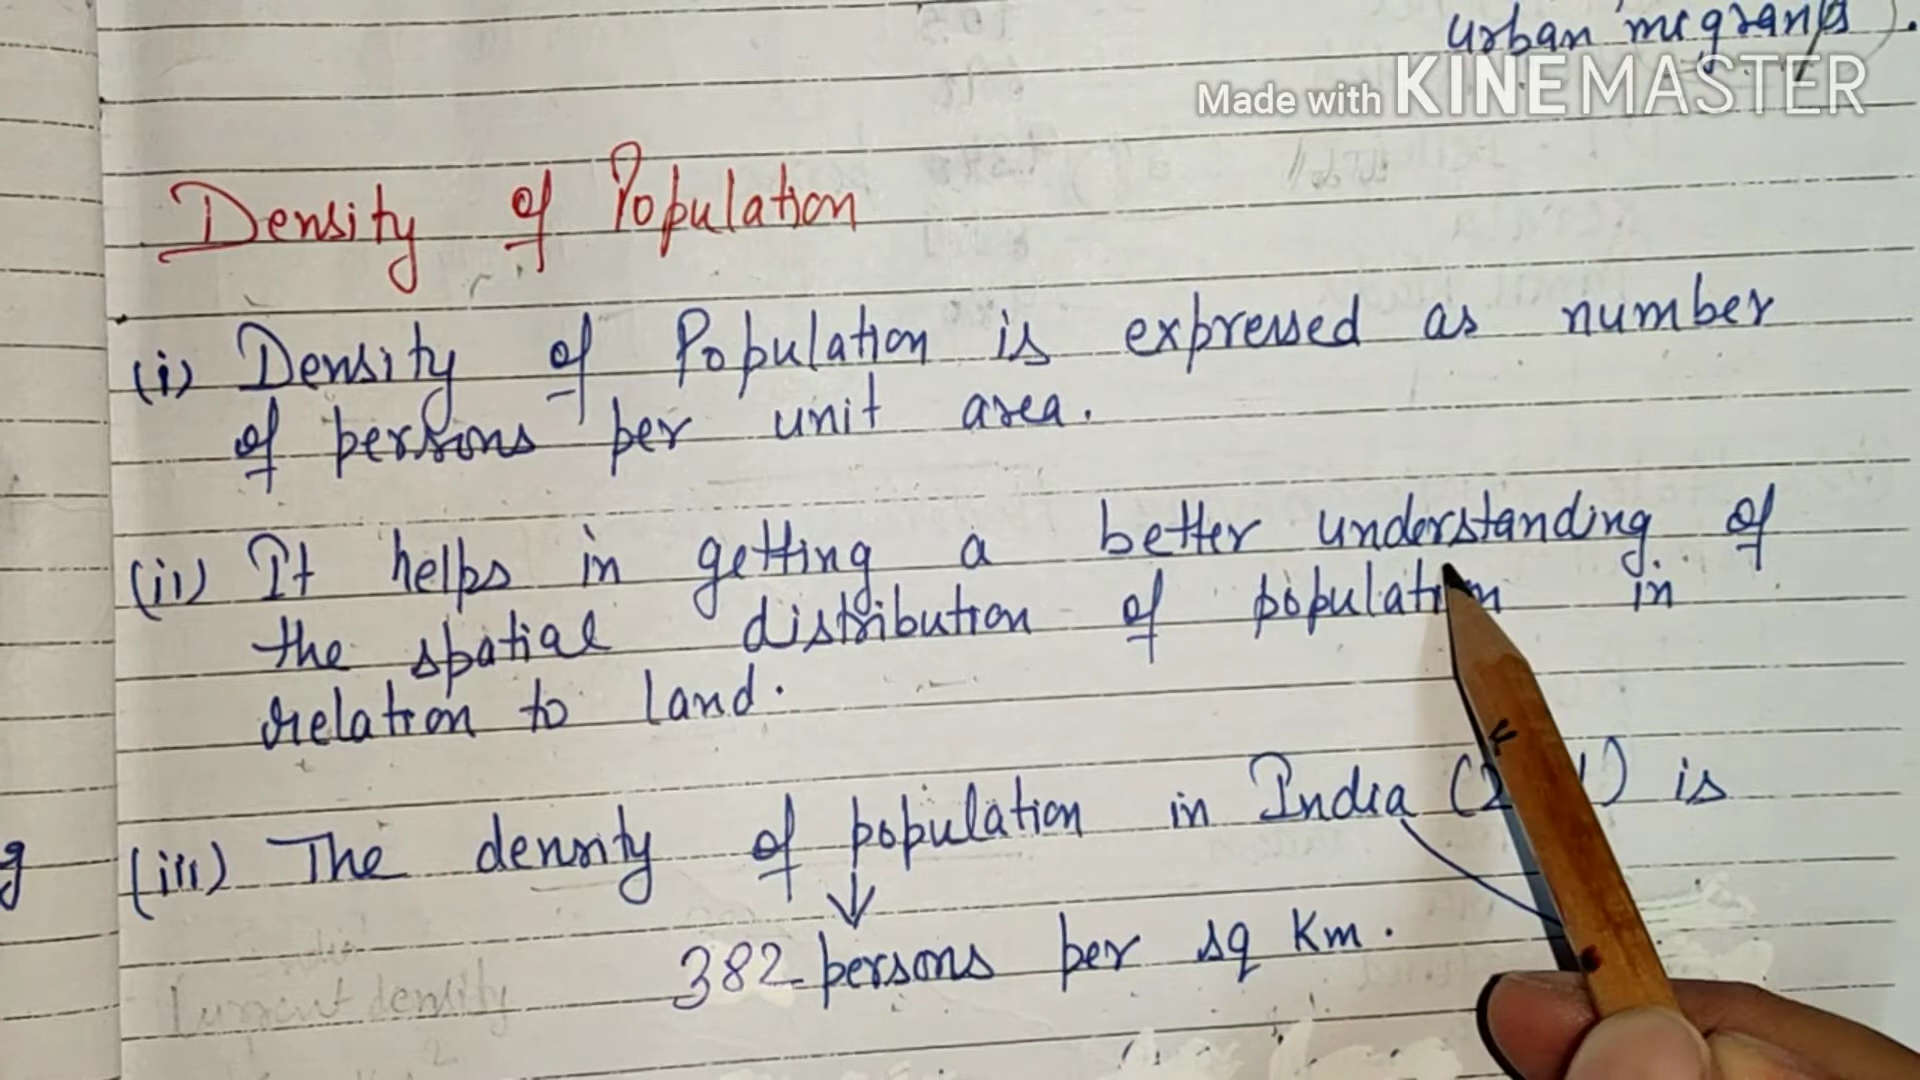 urban migrants).
Made with KINEMASTER
Density of Population
(i) Density of Population is expressed as number
of persons per unit area.
(ii) It helps in getting a better understanding of
the spatial distribution of population in
relation to land.
(iii) The density of population in India ( ) is
382 persons per sq Km.
Current density